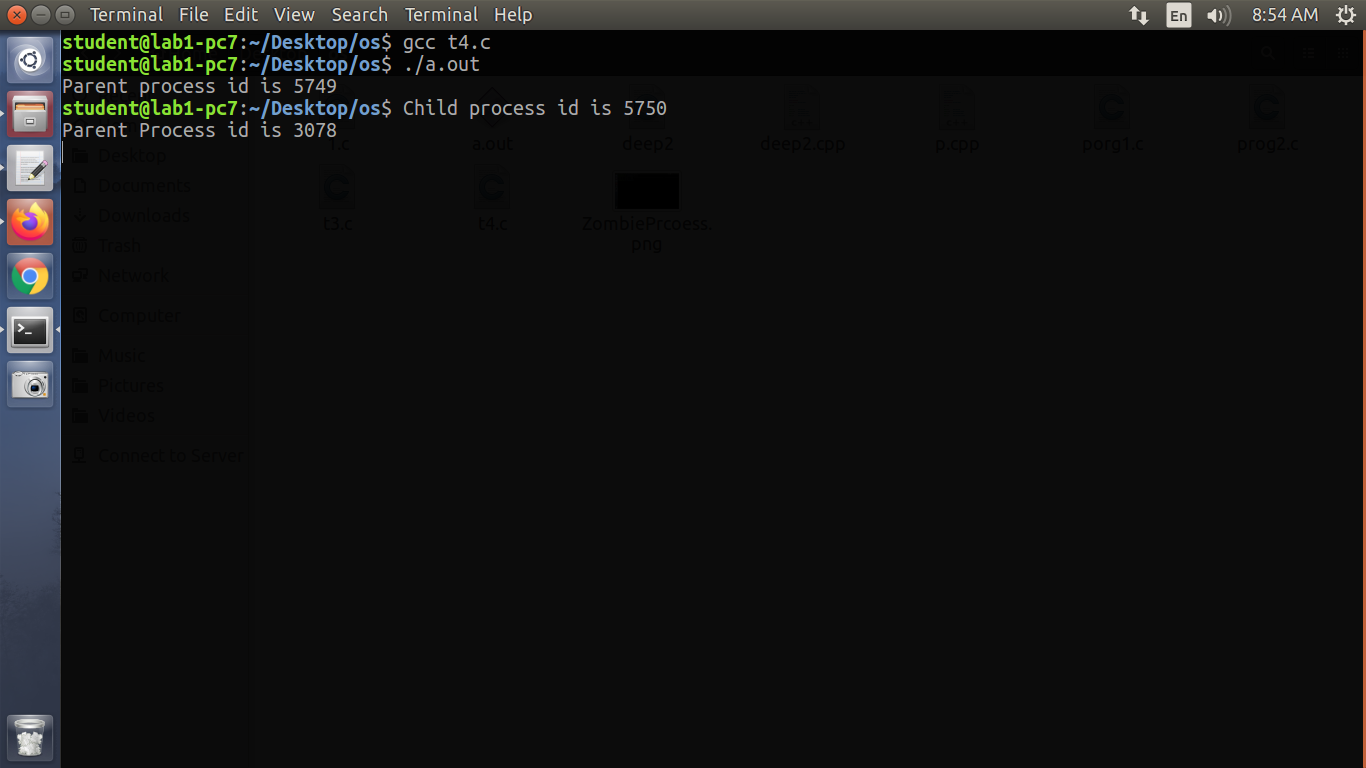 Terminal File Edit View Search Terminal Help En 8:54 AM
student@lab1-pc7:~/Desktop/os$ gcc t4.c
student@lab1-pc7:~/Desktop/os$ ./a.out
Parent process id is 5749
student@lab1-pc7:~/Desktop/os$ Child process id is 5750
Parent Process id is 3078
1.c a.out deep2 deep2.cpp p.cpp porg1.c prog2.c
Desktop
Documents
Downloads
Trash
Network
Computer
Music
Pictures
Videos
Connect to Server
t3.c t4.c ZombiePrcoess.
png